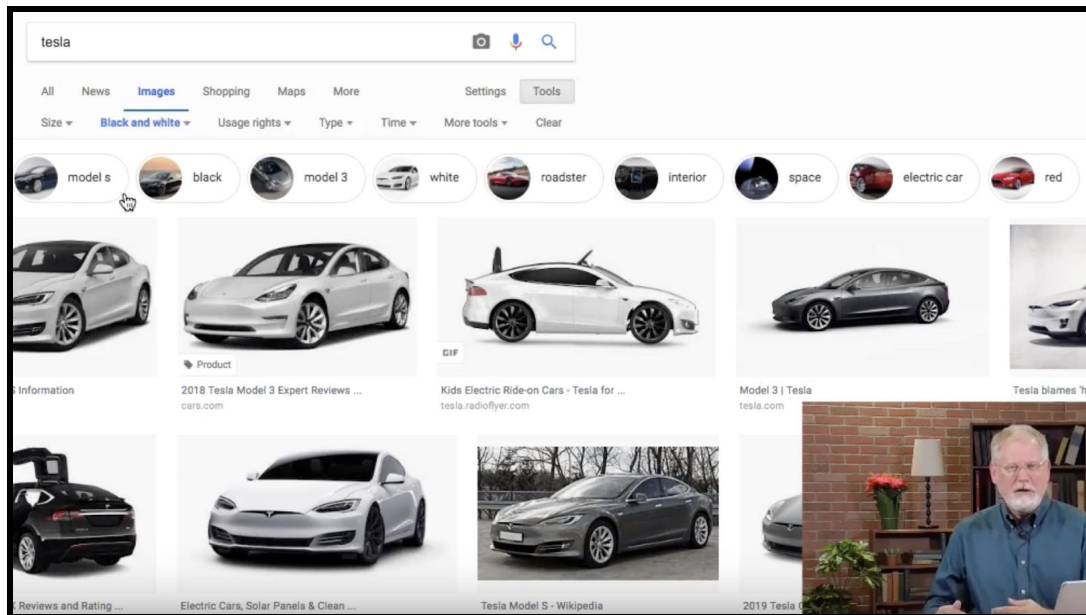 tesla
All News Images Shopping Maps More Settings Tools
Size Black and white Usage rights Type Time More tools Clear
model s black model 3 white roadster interior space electric car red
Product
GIF
Information 2018 Tesla Model 3 Expert Reviews ... Kids Electric Ride-on Cars - Tesla for ... Model 3 | Tesla Tesla blames 'h
cars.com tesla.radioflyer.com tesla.com
X Reviews and Rating ... Electric Cars, Solar Panels & Clean ... Tesla Model S - Wikipedia 2019 Tesla